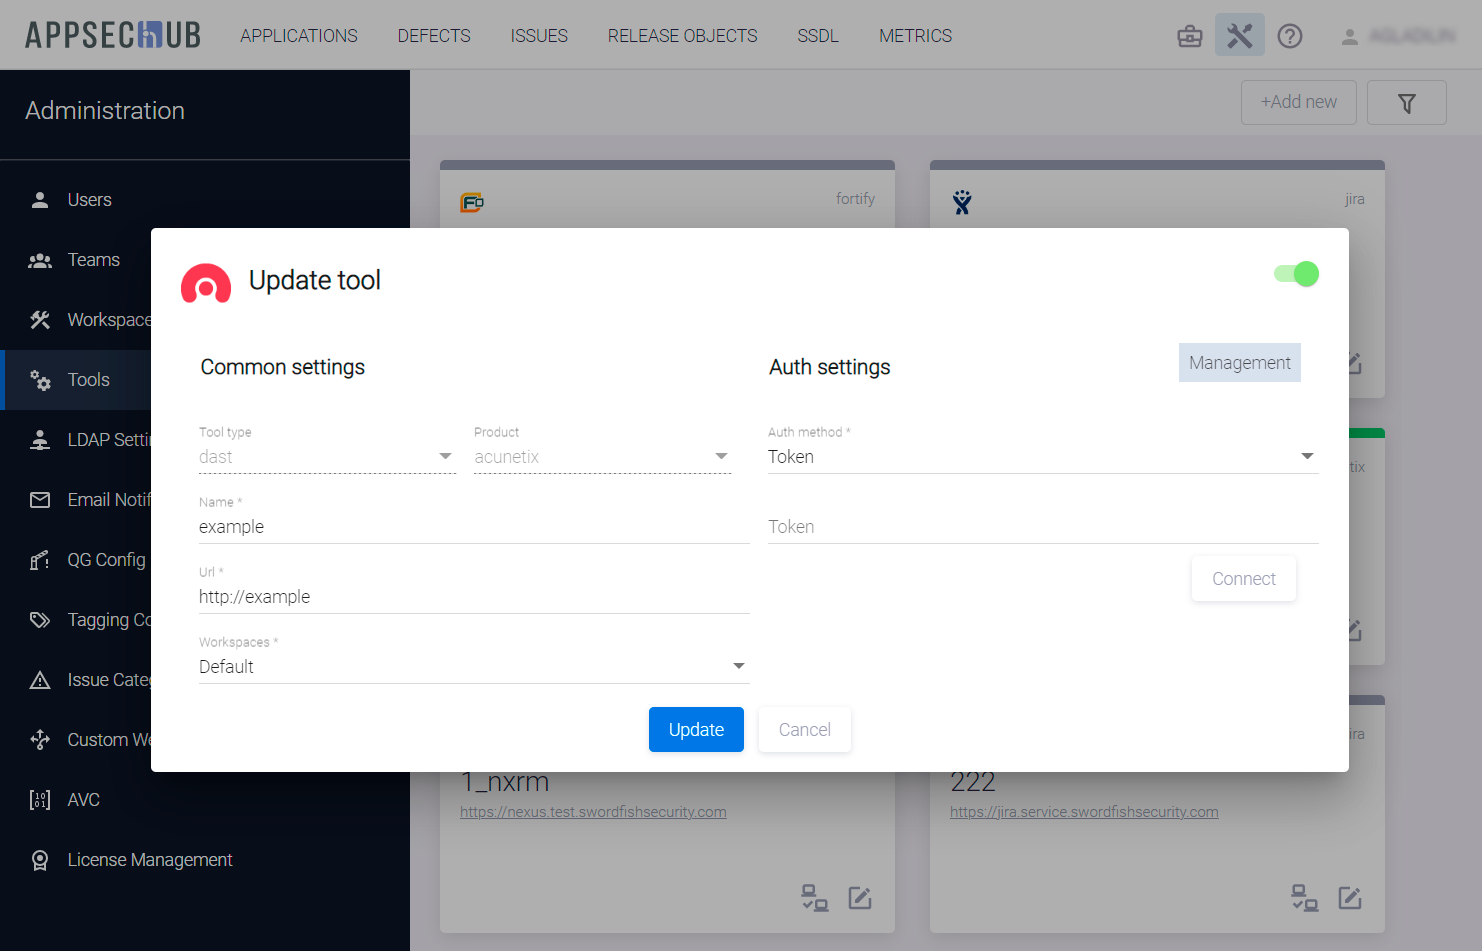 APPSECHUB
APPLICATIONS
DEFECTS
ISSUES
RELEASE OBJECTS
SSDL
METRICS
Administration
+Add new
Users
Teams
Workspace
Tools
LDAP Setti
Email Notif
QG Config
Tagging Co
Issue Categ
Custom We
AVC
License Management
fortify
jira
Update tool
Common settings
Auth settings
Management
Tool type
dast
Product
acunetix
Auth method *
Token
Name *
example
Token
Url *
http://example
Connect
Workspaces *
Default
Update
Cancel
tix
ira
1_nxrm
https://nexus.test.swordfishsecurity.com
222
https://jira.service.swordfishsecurity.com